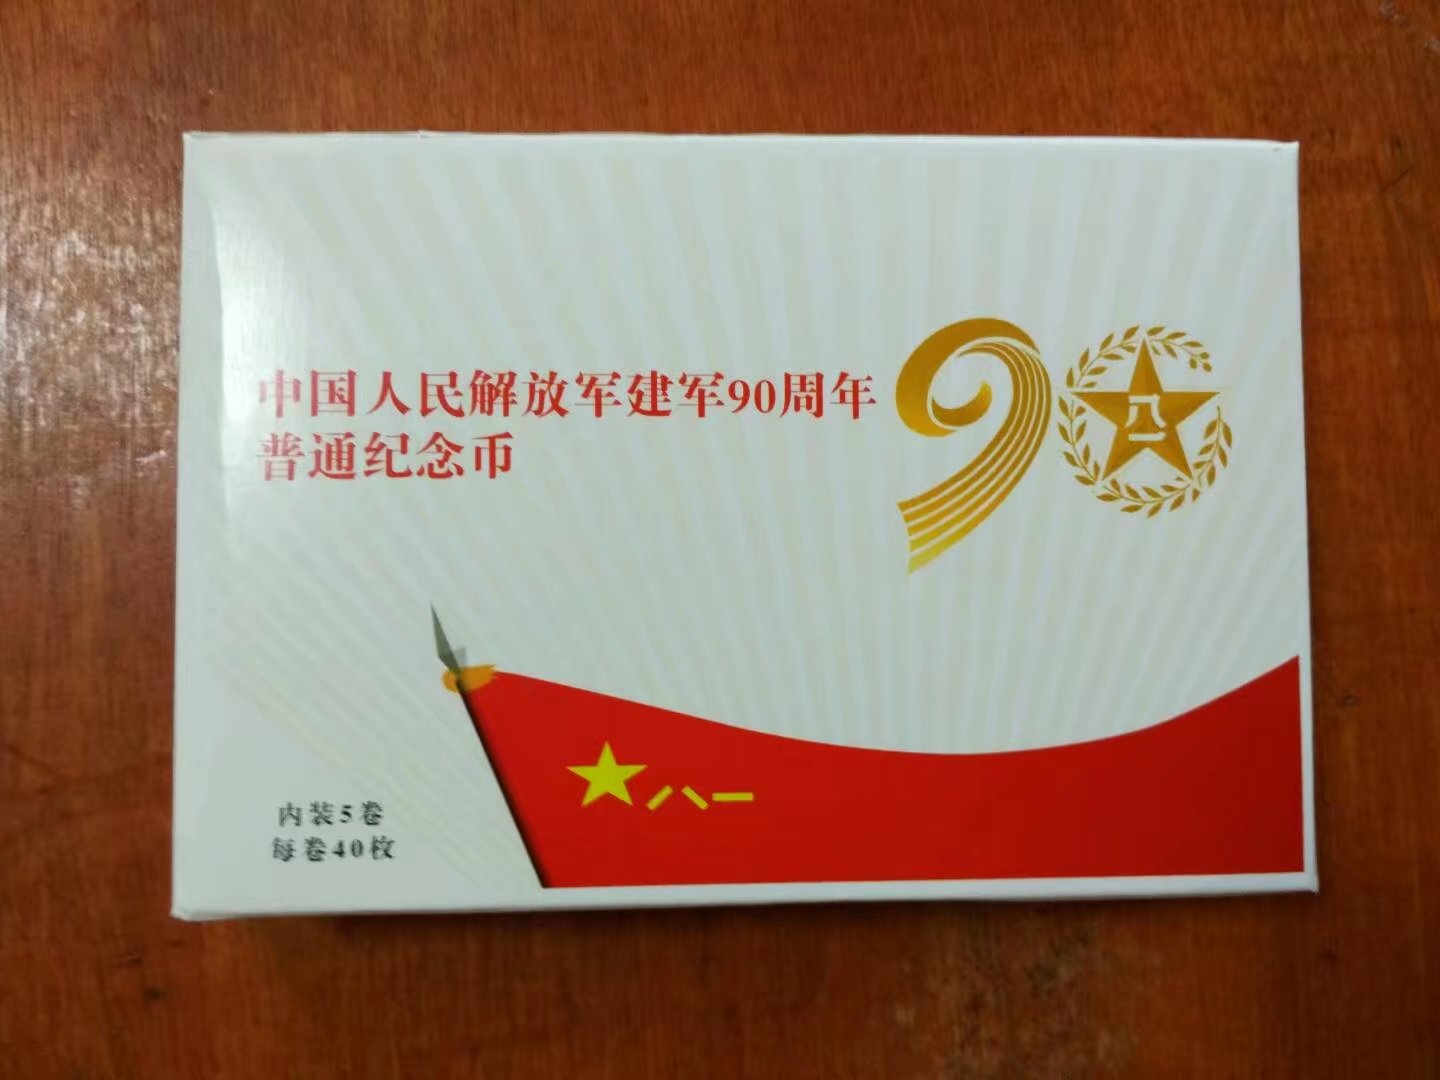 中国人民解放军建军90周年
普通纪念币
90
八一
八一
内装5卷
每卷40枚